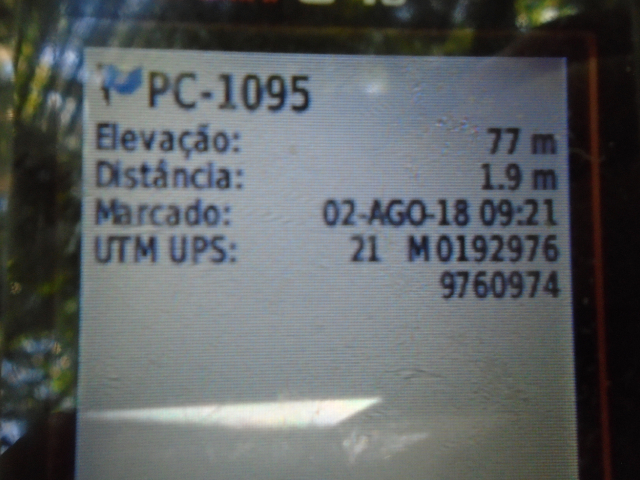 PC-1095
Elevação: 77 m
Distância: 1.9 m
Marcado: 02-AGO-18 09:21
UTM UPS: 21 M 0192976
9760974